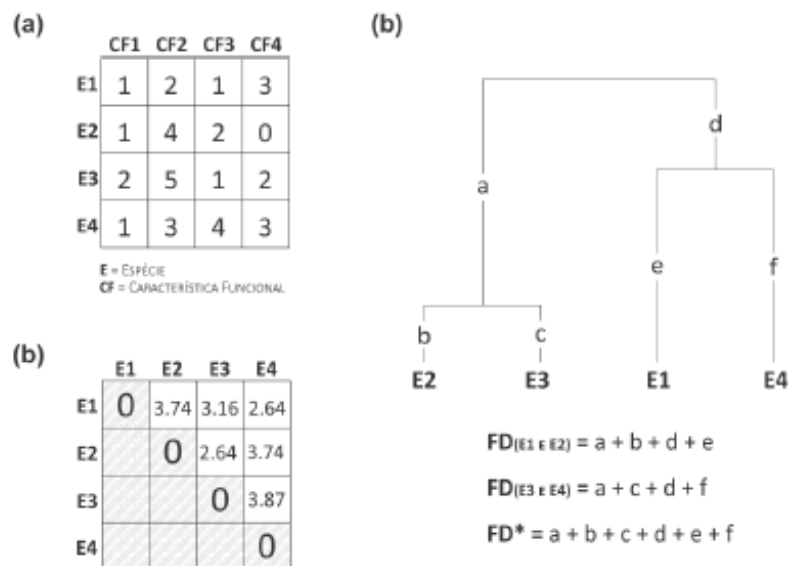 (a)
CF1 CF2 CF3 CF4
E1 1 2 1 3
E2 1 4 2 0
E3 2 5 1 2
E4 1 3 4 3
E = ESPÉCIE
CF = CARACTERÍSTICA FUNCIONAL
(b)
E1 E2 E3 E4
E1 0 3.74 3.16 2.64
E2 0 2.64 3.74
E3 0 3.87
E4 0
(b)
d
a
e f
b c
E2 E3 E1 E4
FD(E1 E E2) = a + b + d + e
FD(E3 E E4) = a + c + d + f
FD* = a + b + c + d + e + f